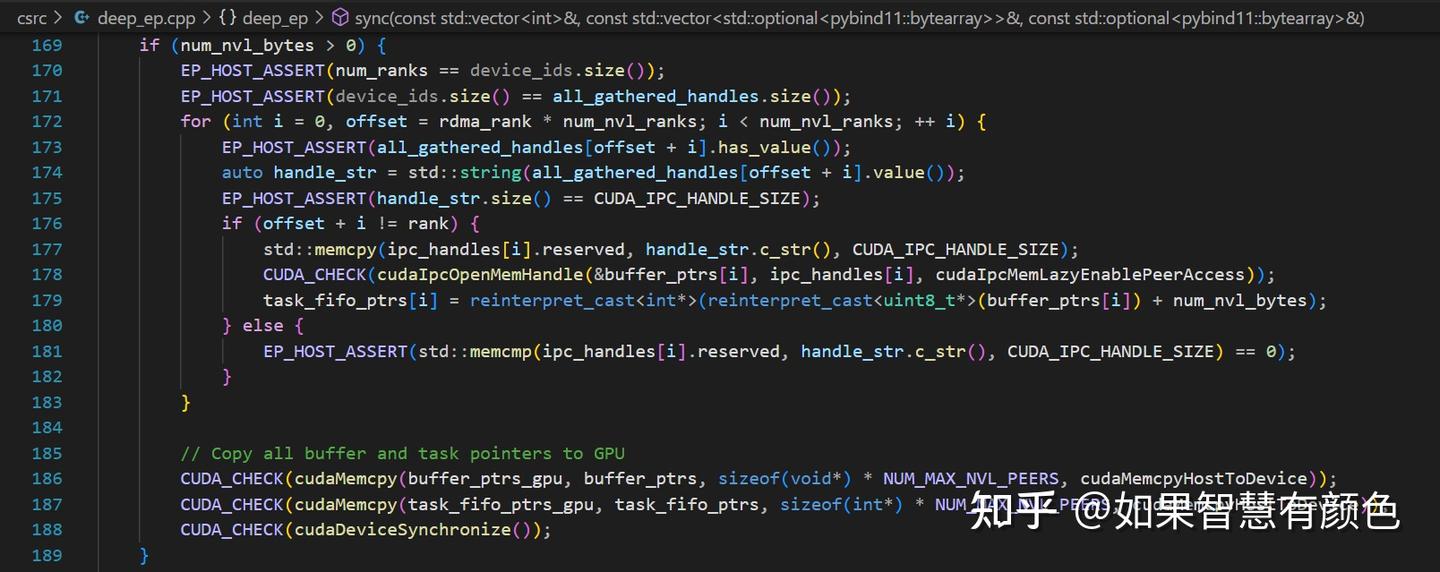 csrc > deep_ep.cpp > {} deep_ep > sync(const std::vector<int>&, const std::vector<std::optional<pybind11::bytearray>>&, const std::optional<pybind11::bytearray>&)
169 if (num_nvl_bytes > 0) {
170 EP_HOST_ASSERT(num_ranks == device_ids.size());
171 EP_HOST_ASSERT(device_ids.size() == all_gathered_handles.size());
172 for (int i = 0, offset = rdma_rank * num_nvl_ranks; i < num_nvl_ranks; ++ i) {
173 EP_HOST_ASSERT(all_gathered_handles[offset + i].has_value());
174 auto handle_str = std::string(all_gathered_handles[offset + i].value());
175 EP_HOST_ASSERT(handle_str.size() == CUDA_IPC_HANDLE_SIZE);
176 if (offset + i != rank) {
177 std::memcpy(ipc_handles[i].reserved, handle_str.c_str(), CUDA_IPC_HANDLE_SIZE);
178 CUDA_CHECK(cudaIpcOpenMemHandle(&buffer_ptrs[i], ipc_handles[i], cudaIpcMemLazyEnablePeerAccess));
179 task_fifo_ptrs[i] = reinterpret_cast<int*>(reinterpret_cast<uint8_t*>(buffer_ptrs[i]) + num_nvl_bytes);
180 } else {
181 EP_HOST_ASSERT(std::memcmp(ipc_handles[i].reserved, handle_str.c_str(), CUDA_IPC_HANDLE_SIZE) == 0);
182 }
183 }
184
185 // Copy all buffer and task pointers to GPU
186 CUDA_CHECK(cudaMemcpy(buffer_ptrs_gpu, buffer_ptrs, sizeof(void*) * NUM_MAX_NVL_PEERS, cudaMemcpyHostToDevice));
187 CUDA_CHECK(cudaMemcpy(task_fifo_ptrs_gpu, task_fifo_ptrs, sizeof(int*) * NUM_MAX_NVL_PEERS, cudaMemcpyHostToDevice));
知乎 @如果智慧有颜色
188 CUDA_CHECK(cudaDeviceSynchronize());
189 }